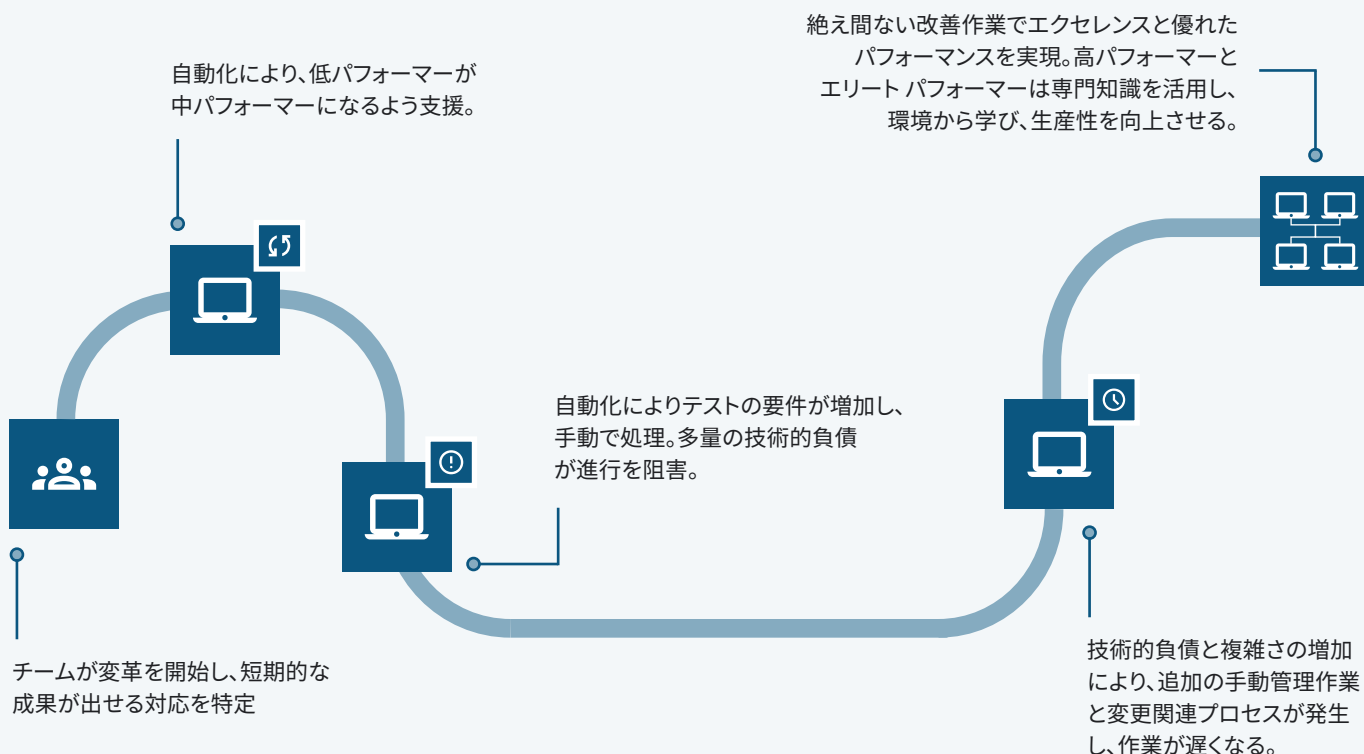 絶え間ない改善作業でエクセレンスと優れた
パフォーマンスを実現。高パフォーマーと
エリート パフォーマーは専門知識を活用し、
環境から学び、生産性を向上させる。
自動化により、低パフォーマーが
中パフォーマーになるよう支援。
自動化によりテストの要件が増加し、
手動で処理。多量の技術的負債
が進行を阻害。
チームが変革を開始し、短期的な
成果が出せる対応を特定
技術的負債と複雑さの増加
により、追加の手動管理作業
と変更関連プロセスが発生
し、作業が遅くなる。